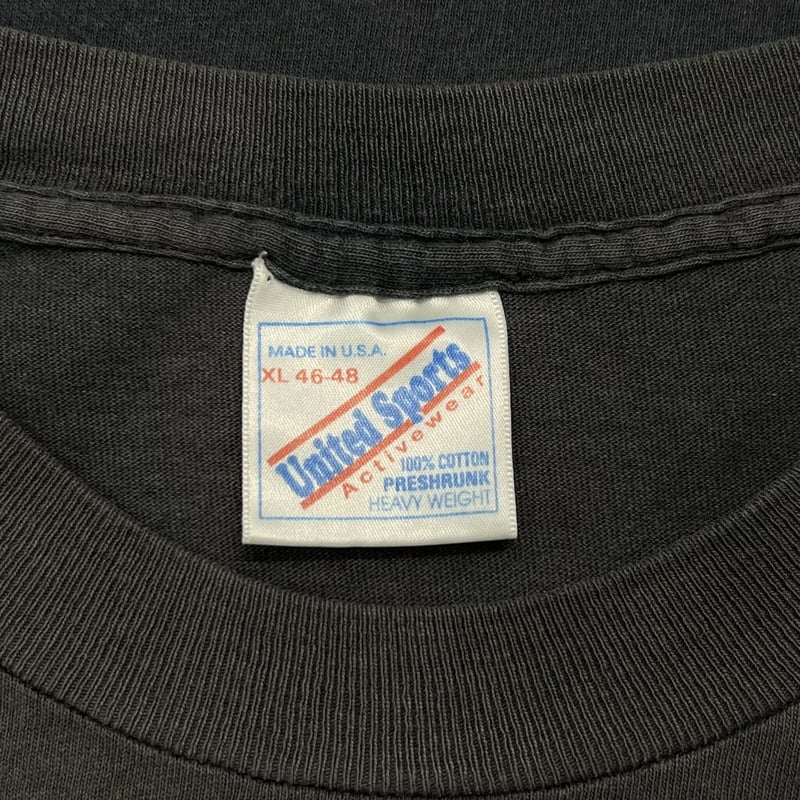 MADE IN U.S.A.
XL 46-48
United Sports
Activewear
100% COTTON
PRESHRUNK
HEAVY WEIGHT